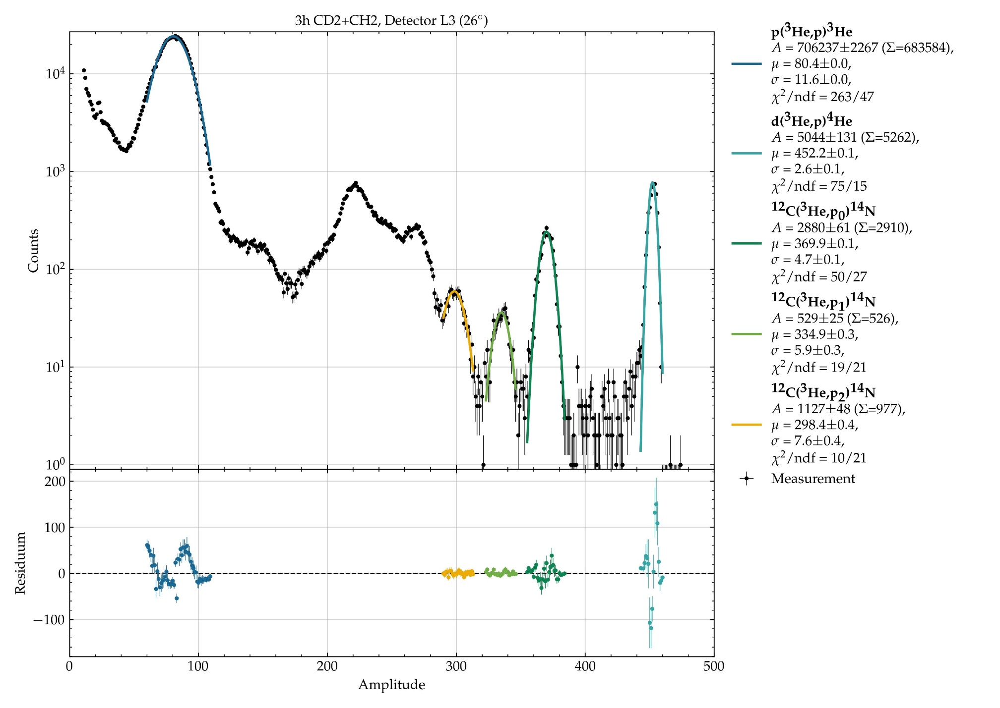 3h CD2+CH2, Detector L3 (26°)
Counts
10⁴
10³
10²
10¹
10⁰
Residuum
200
100
0
−100
0 100 200 300 400 500
Amplitude
p(³He,p)³He
A = 706237±2267 (Σ=683584),
μ = 80.4±0.0,
σ = 11.6±0.0,
χ²/ndf = 263/47
d(³He,p)⁴He
A = 5044±131 (Σ=5262),
μ = 452.2±0.1,
σ = 2.6±0.1,
χ²/ndf = 75/15
¹²C(³He,p₀)¹⁴N
A = 2880±61 (Σ=2910),
μ = 369.9±0.1,
σ = 4.7±0.1,
χ²/ndf = 50/27
¹²C(³He,p₁)¹⁴N
A = 529±25 (Σ=526),
μ = 334.9±0.3,
σ = 5.9±0.3,
χ²/ndf = 19/21
¹²C(³He,p₂)¹⁴N
A = 1127±48 (Σ=977),
μ = 298.4±0.4,
σ = 7.6±0.4,
χ²/ndf = 10/21
Measurement